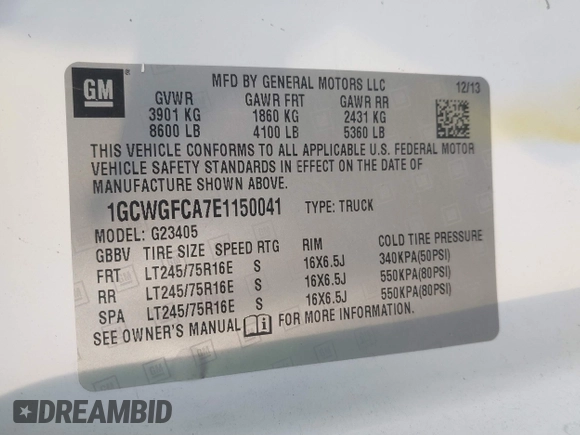 GM
MFD BY GENERAL MOTORS LLC 12/13
GVWR GAWR FRT GAWR RR
3901 KG 1860 KG 2431 KG
8600 LB 4100 LB 5360 LB
THIS VEHICLE CONFORMS TO ALL APPLICABLE U.S. FEDERAL MOTOR
VEHICLE SAFETY STANDARDS IN EFFECT ON THE DATE OF
MANUFACTURE SHOWN ABOVE.
1GCWGFCA7E1150041 TYPE: TRUCK
MODEL: G23405
GBBV TIRE SIZE SPEED RTG RIM COLD TIRE PRESSURE
FRT LT245/75R16E S 16X6.5J 340KPA(50PSI)
RR LT245/75R16E S 16X6.5J 550KPA(80PSI)
SPA LT245/75R16E S 16X6.5J 550KPA(80PSI)
SEE OWNER'S MANUAL FOR MORE INFORMATION.
DREAMBID